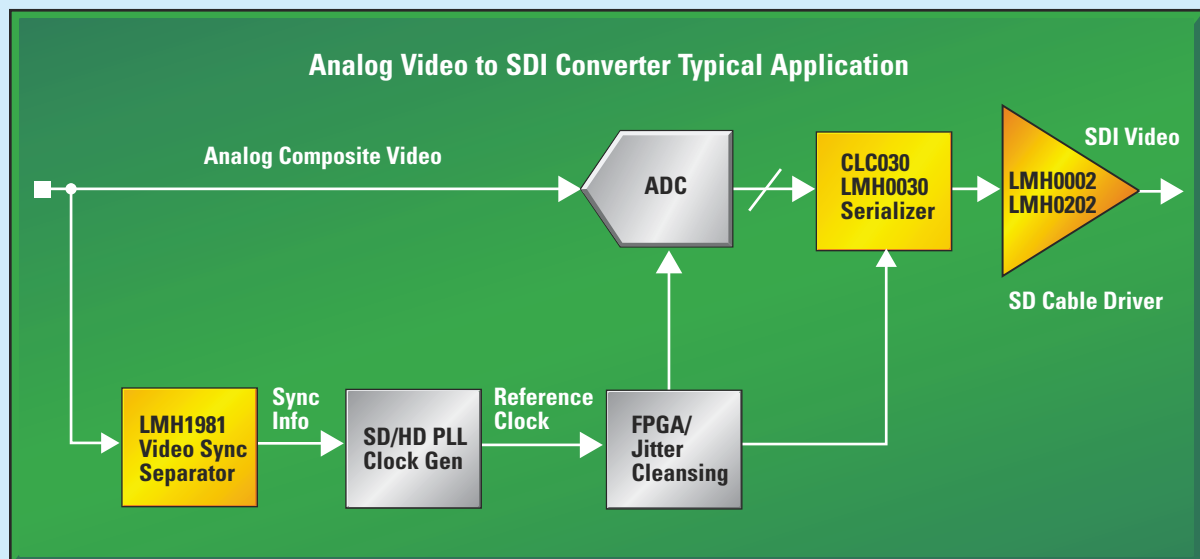 Analog Video to SDI Converter Typical Application
Analog Composite Video
ADC
CLC030
LMH0030
Serializer
SDI Video
LMH0002
LMH0202
SD Cable Driver
LMH1981
Video Sync
Separator
Sync
Info
SD/HD PLL
Clock Gen
Reference
Clock
FPGA/
Jitter
Cleansing